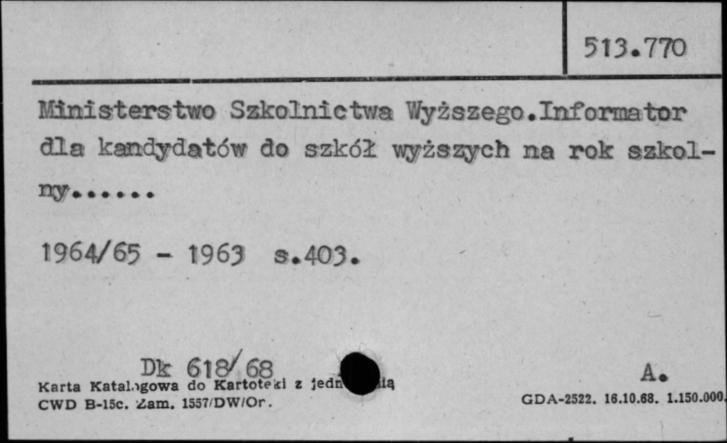 513.770
Ministerstwo Szkolnictwa Wyższego.Informator
dla kandydatów do szkół wyższych na rok szkol-
ny......
1964/65 - 1963 s.403.
Dk 618/68
A.
Karta Katalogowa do Kartoteki z
CWD B-15c. Zam. 1557/DW/Or.
GDA-2522. 16.10.68. 1.150.000.